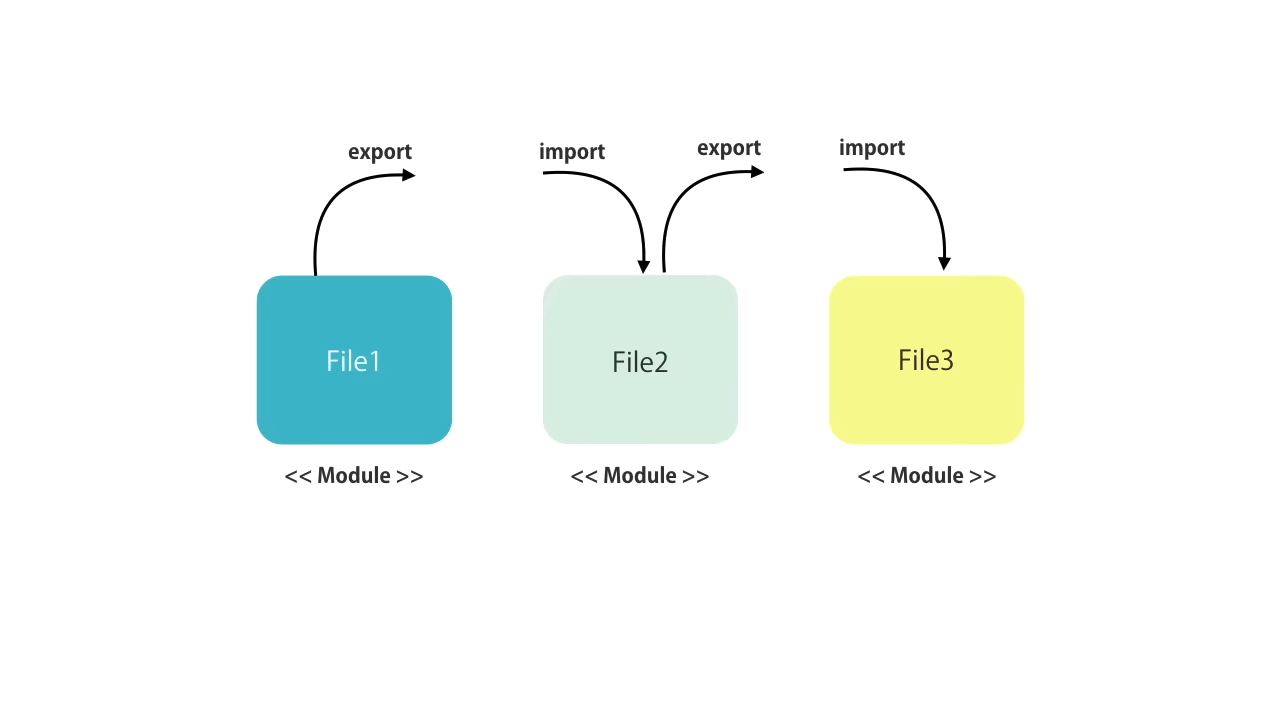 export
import
export
import
File1
File2
File3
<< Module >>
<< Module >>
<< Module >>